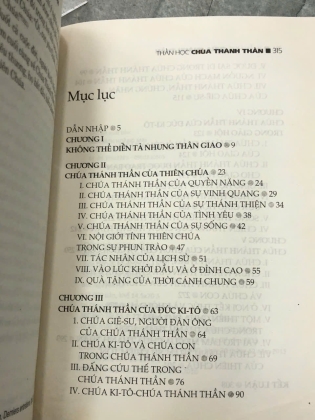 THẦN HỌC CHÚA THÁNH THẦN ■ 315
Mục lục
DẪN NHẬP ● 5
CHƯƠNG I
KHÔNG THỂ DIỄN TẢ NHƯNG THÂN GIAO ● 9
CHƯƠNG II
CHÚA THÁNH THẦN CỦA THIÊN CHÚA ● 23
I. CHÚA THÁNH THẦN CỦA QUYỀN NĂNG ● 24
II. CHÚA THÁNH THẦN CỦA SỰ VINH QUANG ● 29
III. CHÚA THÁNH THẦN CỦA SỰ THÁNH THIỆN ● 34
IV. CHÚA THÁNH THẦN CỦA TÌNH YÊU ● 38
V. CHÚA THÁNH THẦN CỦA SỰ SỐNG ● 42
VI. NỘI GIỚI TÍNH THIÊN CHÚA
TRONG SỰ PHUN TRÀO ● 47
VII. TÁC NHÂN CỦA LỊCH SỬ ● 51
VIII. VÀO LÚC KHỞI ĐẦU VÀ Ở ĐỈNH CAO ● 55
IX. QUÀ TẶNG CỦA THỜI CÁNH CHUNG ● 59
CHƯƠNG III
CHÚA THÁNH THẦN CỦA ĐỨC KI-TÔ ● 63
I. CHÚA GIÊ-SU, NGƯỜI ĐÀN ÔNG
CỦA CHÚA THÁNH THẦN ● 64
II. CHÚA KI-TÔ VÀ CHÚA CON
TRONG CHÚA THÁNH THẦN ● 69
III. ĐẤNG CỨU THẾ TRONG
CHÚA THÁNH THẦN ● 76
IV. CHÚA KI-TÔ-CHÚA THÁNH THẦN ● 90